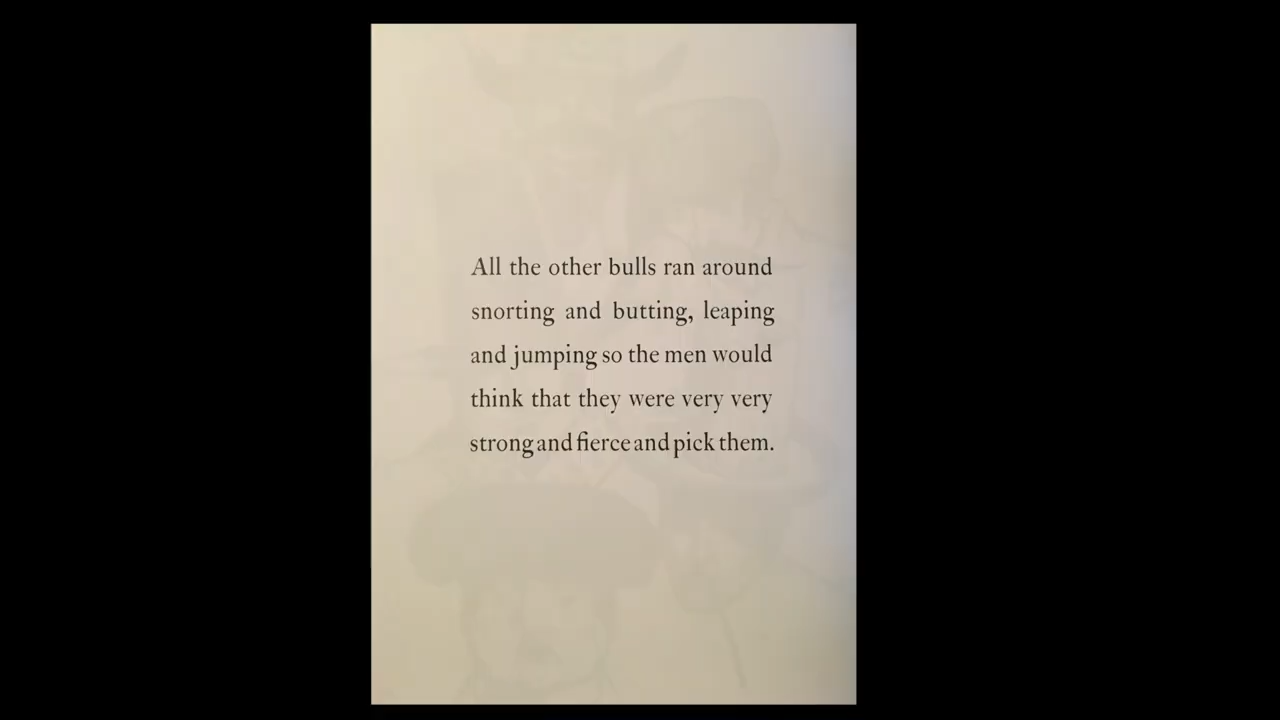 All the other bulls ran around
snorting and butting, leaping
and jumping so the men would
think that they were very very
strong and fierce and pick them.